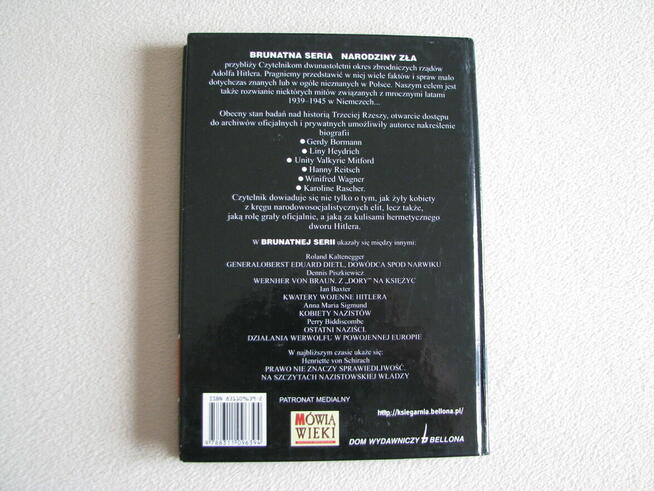 BRUNATNA SERIA NARODZINY ZŁA
przybliży Czytelnikom dwunastoletni okres zbrodniczych rządów
Adolfa Hitlera. Pragniemy przedstawić w niej wiele faktów i spraw mało
dotychczas znanych lub w ogóle nieznanych w Polsce. Naszym celem jest
także rozwianie niektórych mitów związanych z mrocznymi latami
1939–1945 w Niemczech...
Obecny stan badań nad historią Trzeciej Rzeszy, otwarcie dostępu
do archiwów oficjalnych i prywatnych umożliwiły autorce nakreślenie
biografii
● Gerdy Bormann
● Liny Heydrich
● Unity Valkyrie Mitford
● Hanny Reitsch
● Winifred Wagner
● Karoline Rascher.
Czytelnik dowiaduje się nie tylko o tym, jak żyły kobiety
z kręgu narodowosocjalistycznych elit, lecz także,
jaką rolę grały oficjalnie, a jaką za kulisami hermetycznego
dworu Hitlera.
W BRUNATNEJ SERII ukazały się między innymi:
Roland Kaltenegger
GENERALOBERST EDUARD DIETL, DOWÓDCA SPOD NARWIKU
Dennis Piszkiewicz
WERNHER VON BRAUN. Z „DORY” NA KSIĘŻYC
Ian Baxter
KWATERY WOJENNE HITLERA
Anna Maria Sigmund
KOBIETY NAZISTÓW
Perry Biddiscombe
OSTATNI NAZIŚCI.
DZIAŁANIA WERWOLFU W POWOJENNEJ EUROPIE
W najbliższym czasie ukaże się:
Henriette von Schirach
PRAWO NIE ZNACZY SPRAWIEDLIWOŚĆ.
NA SZCZYTACH NAZISTOWSKIEJ WŁADZY
ISBN 831109639-2
9 788311 096394
PATRONAT MEDIALNY
MÓWIĄ
WIEKI
http://ksiegarnia.bellona.pl/
DOM WYDAWNICZY BELLONA